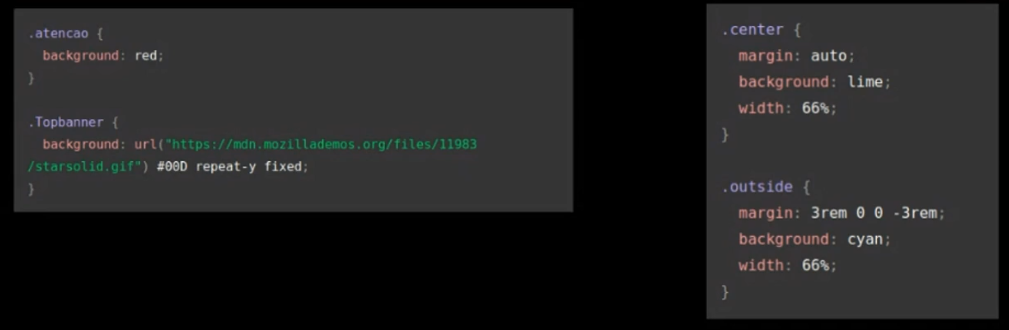 .atencao {
background: red;
}
.Topbanner {
background: url("https://mdn.mozillademos.org/files/11983
/starsolid.gif") #00D repeat-y fixed;
}
.center {
margin: auto;
background: lime;
width: 66%;
}
.outside {
margin: 3rem 0 0 -3rem;
background: cyan;
width: 66%;
}